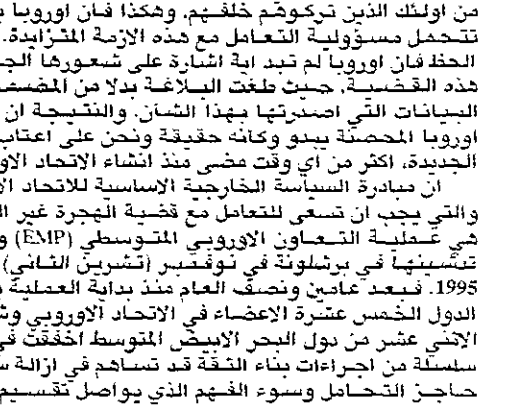 من اولئك الذين تركوهم خلفهم، وهكذا فان اوروبا
تتحمل مسؤولية التعامل مع هذه الازمة المتزايدة.
الحظ فان اوروبا لم تبد اية اشارة على شعورها
هذه القضية، حيث طغت البلاغة بدلا من
البيانات التي اصدرتها بهذا الشأن. والنتيجة ان
اوروبا المحصنة يبدو وكأنه حقيقة ونحن على اعتاب
الجديدة، اكثر من اي وقت مضى منذ انشاء الاتحاد
ان مبادرة السياسة الخارجية الاساسية للاتحاد
والتي يجب ان تسعى للتعامل مع قضية الهجرة غير
هي عملية التعاون الاوروبي المتوسطي (EMP)
تدشينها في برشلونة في نوفمبر (تشرين الثاني)
1995. فبعد عامين ونصف العام منذ بداية العملية
الدول الخمس عشرة الاعضاء في الاتحاد الاوروبي
الاثني عشر من دول البحر الابيض المتوسط اخفقت
سلسلة من اجراءات بناء الثقة قد تساهم في ازالة
حاجز التحامل وسوء الفهم الذي يواصل تقسيم